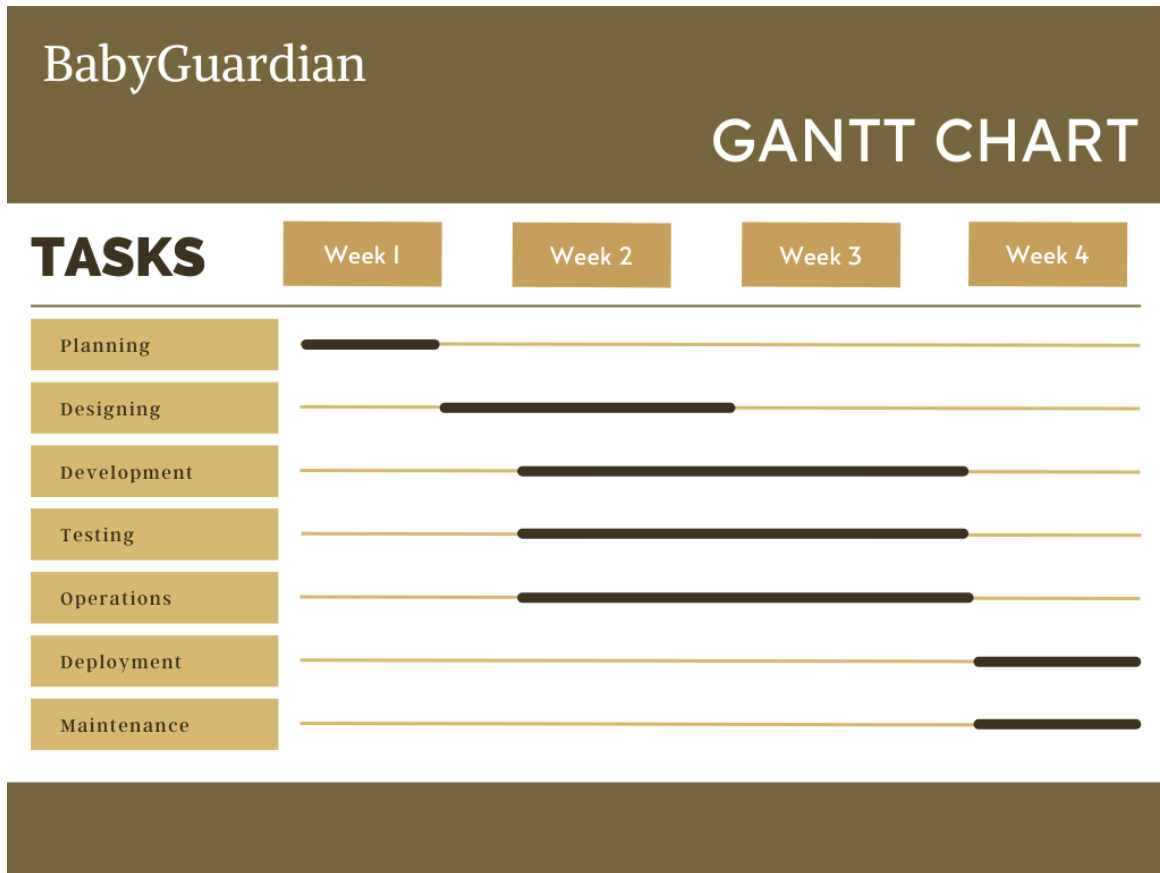 BabyGuardian
GANTT CHART
TASKS Week 1 Week 2 Week 3 Week 4
Planning
Designing
Development
Testing
Operations
Deployment
Maintenance